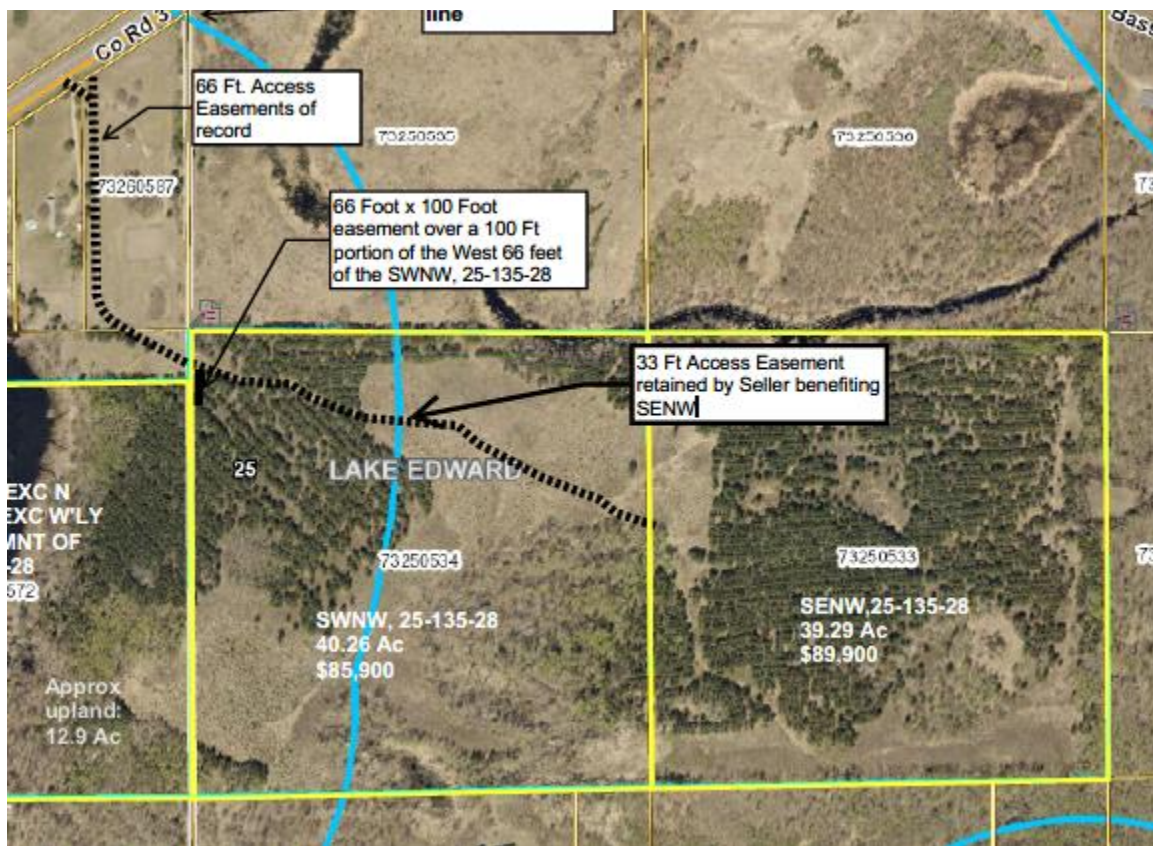 line
Co Rd 3
Bass
66 Ft. Access
Easements of
record
73250535
73250536
73260587
66 Foot x 100 Foot
easement over a 100 Ft
portion of the West 66 feet
of the SWNW, 25-135-28
33 Ft Access Easement
retained by Seller benefiting
SENW
25
LAKE EDWARD
EXC N
EXC W'LY
MNT OF
-28
572
73250534
73250533
SWNW, 25-135-28
40.26 Ac
$85,900
SENW,25-135-28
39.29 Ac
$89,900
Approx
upland:
12.9 Ac